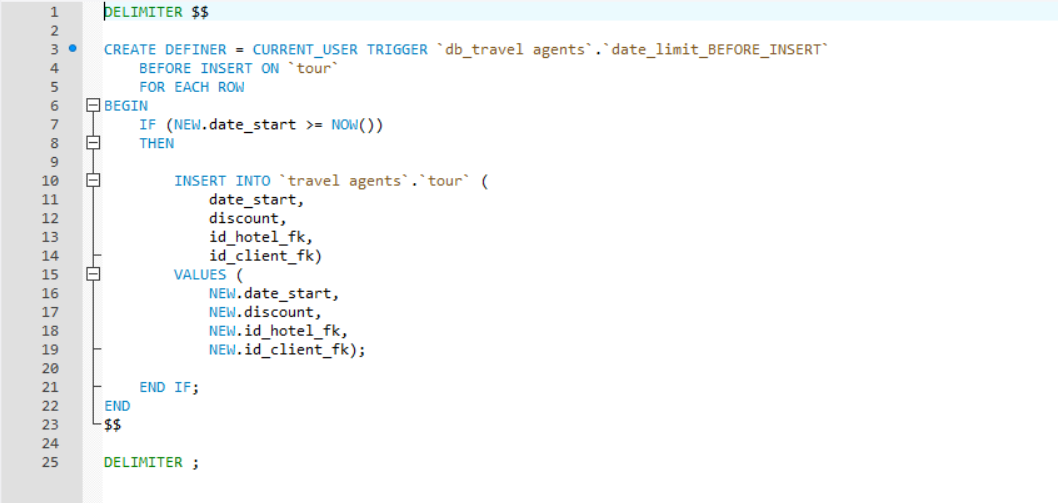 1 DELIMITER $$
2
3 CREATE DEFINER = CURRENT_USER TRIGGER `db_travel agents`.`date_limit_BEFORE_INSERT`
4 BEFORE INSERT ON `tour`
5 FOR EACH ROW
6 BEGIN
7 IF (NEW.date_start >= NOW())
8 THEN
9
10 INSERT INTO `travel agents`.`tour` (
11 date_start,
12 discount,
13 id_hotel_fk,
14 id_client_fk)
15 VALUES (
16 NEW.date_start,
17 NEW.discount,
18 NEW.id_hotel_fk,
19 NEW.id_client_fk);
20
21 END IF;
22 END
23 $$
24
25 DELIMITER ;